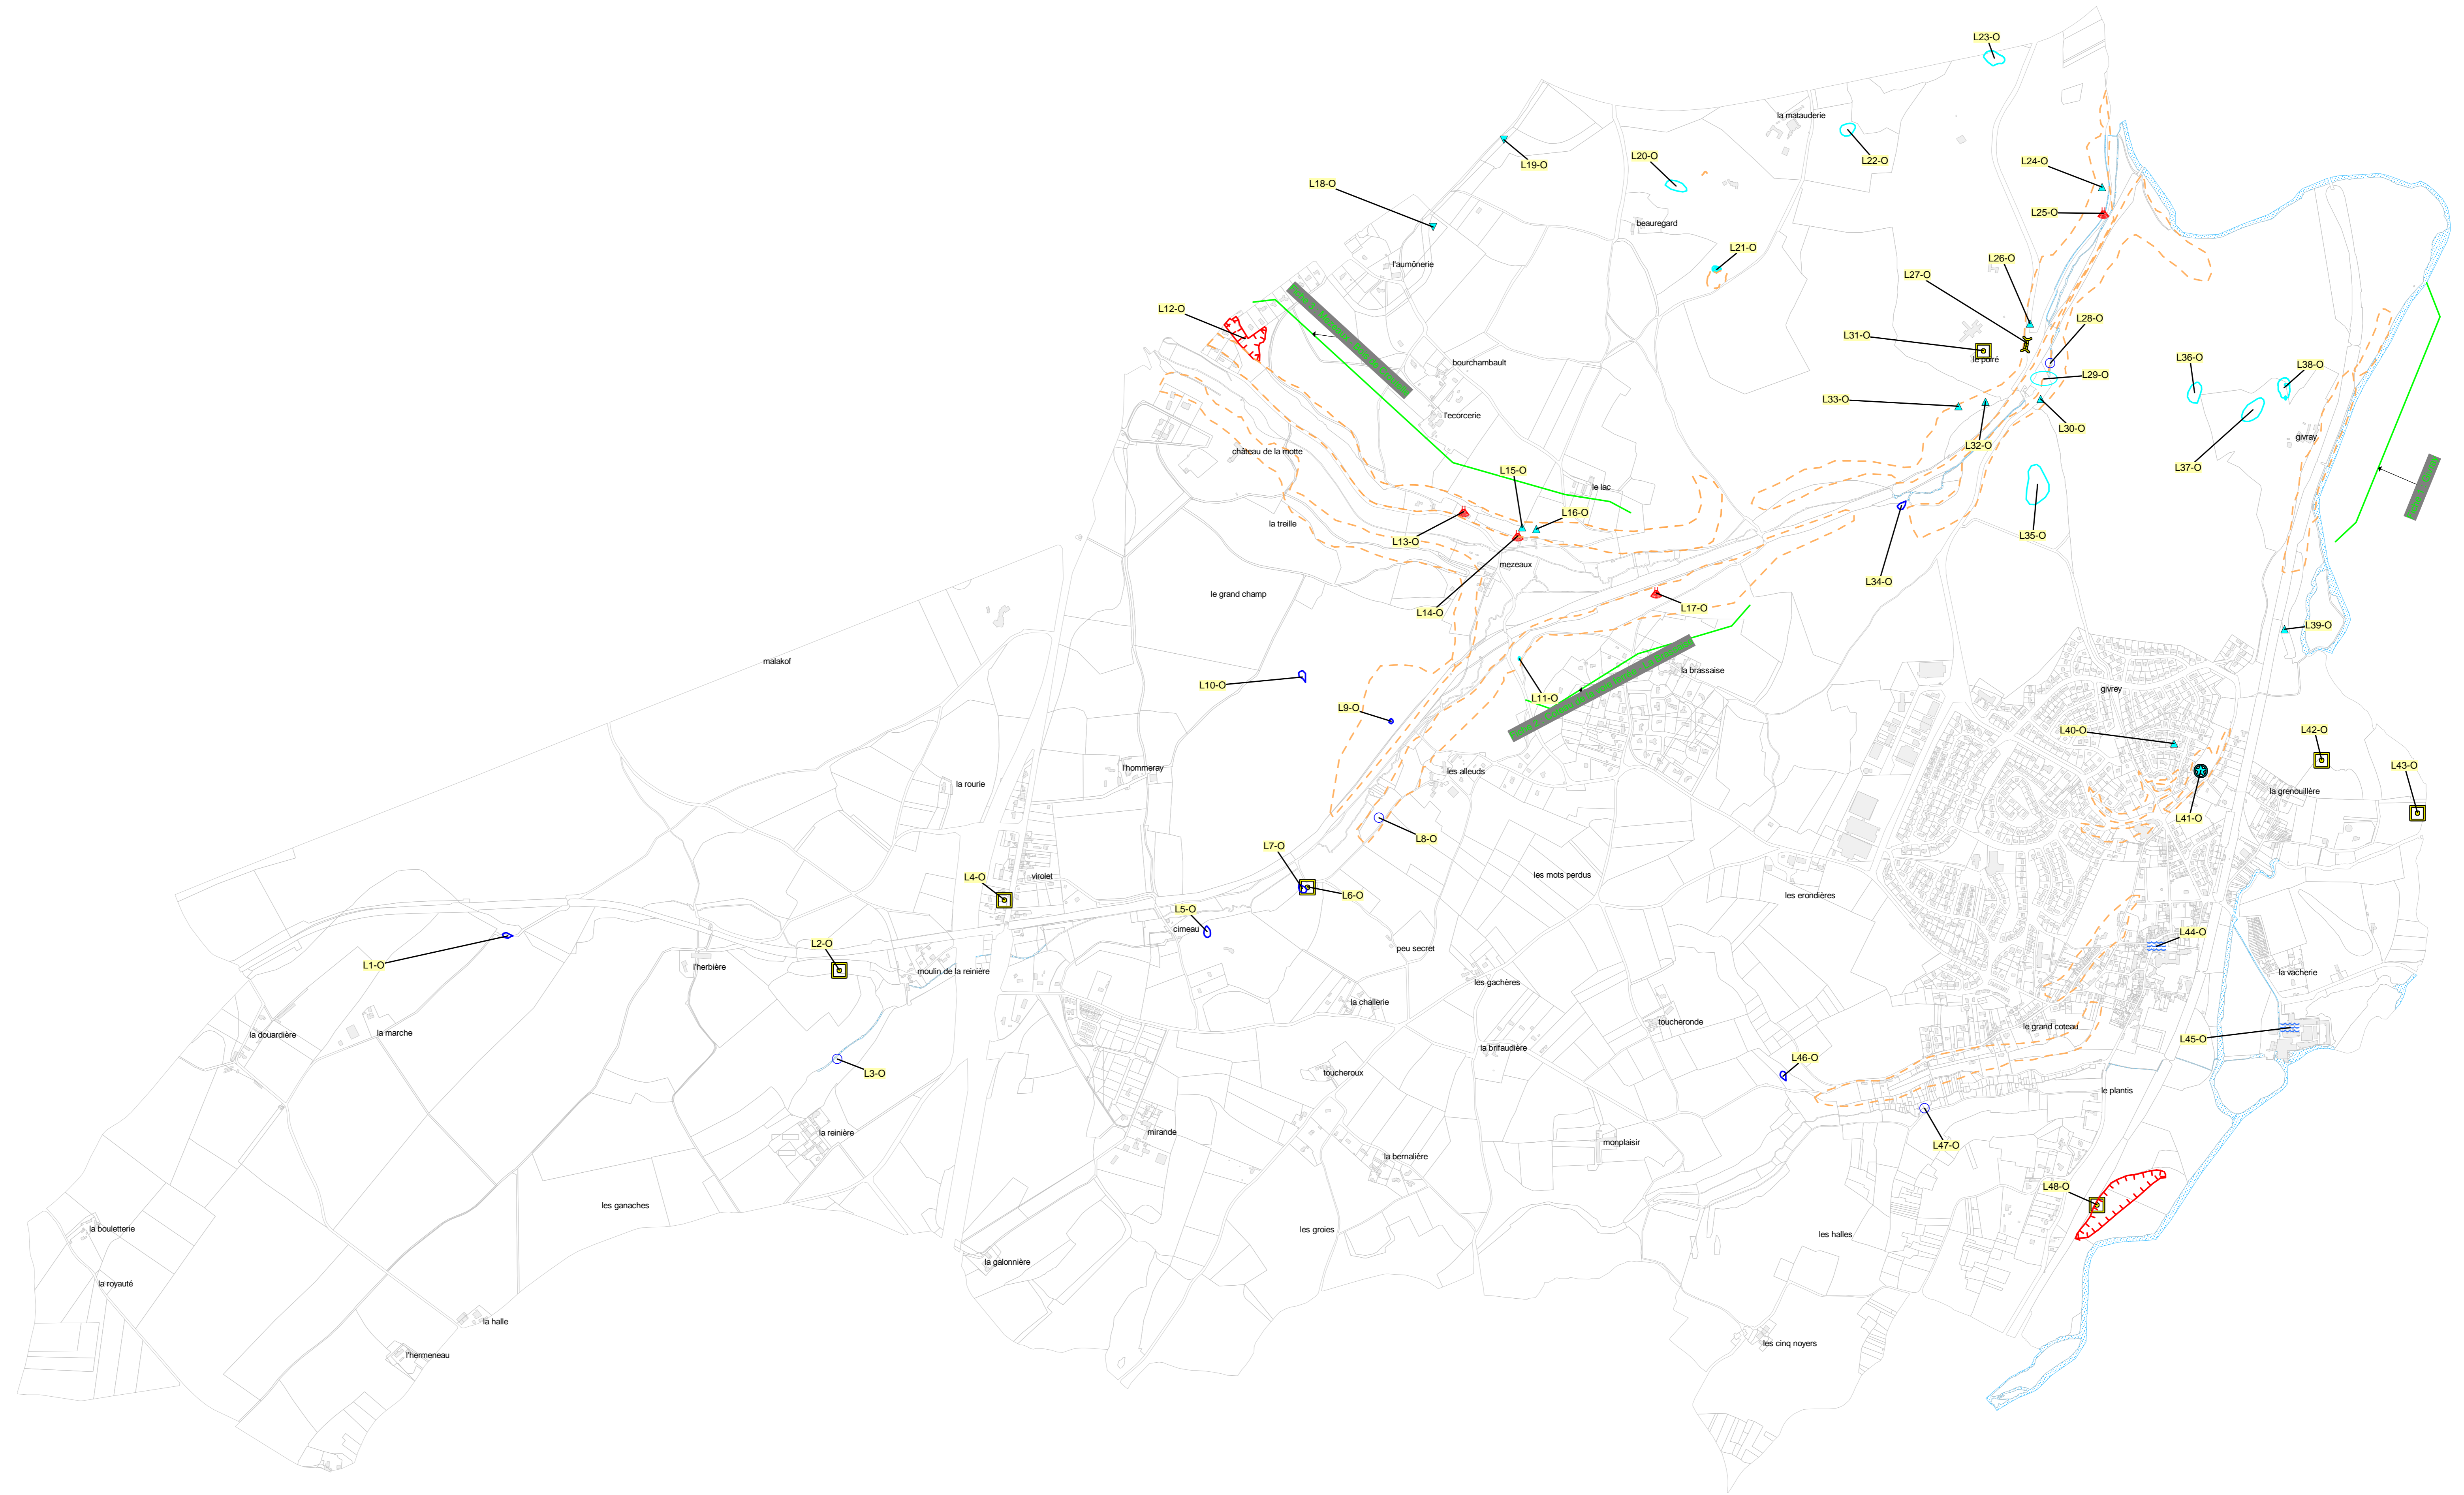 L23-O
la matauderie
L22-O
L19-O
L20-O
L24-O
L18-O
L25-O
beauregard
L21-O
L26-O
l'aumônerie
L27-O
L12-O
L28-O
L31-O
le poiré
bourchambault
L36-O
L38-O
L29-O
L33-O
l'ecorcerie
L30-O
givray
L32-O
château de la motte
L15-O
L37-O
le lac
L16-O
la treille
L35-O
L13-O
mezeaux
L34-O
le grand champ
L17-O
L14-O
L39-O
malakof
la brassaise
L10-O
givrey
L11-O
L9-O
L40-O
L42-O
l'hommeray
les alleuds
L43-O
la rourie
la grenouillère
L41-O
L8-O
L7-O
L4-O
virolet
les mots perdus
L6-O
les erondières
L5-O
cimeau
L44-O
L2-O
peu secret
L1-O
l'herbière
moulin de la reinière
la vacherie
les gachères
la challerie
la douardière
la marche
toucheronde
le grand coteau
L45-O
la brifaudière
L46-O
L3-O
toucheroux
le plantis
la reinière
mirande
monplaisir
L47-O
la bernalière
L48-O
les ganaches
la bouletterie
les groies
les halles
la galonnière
la royauté
la halle
les cinq noyers
l'hermeneau